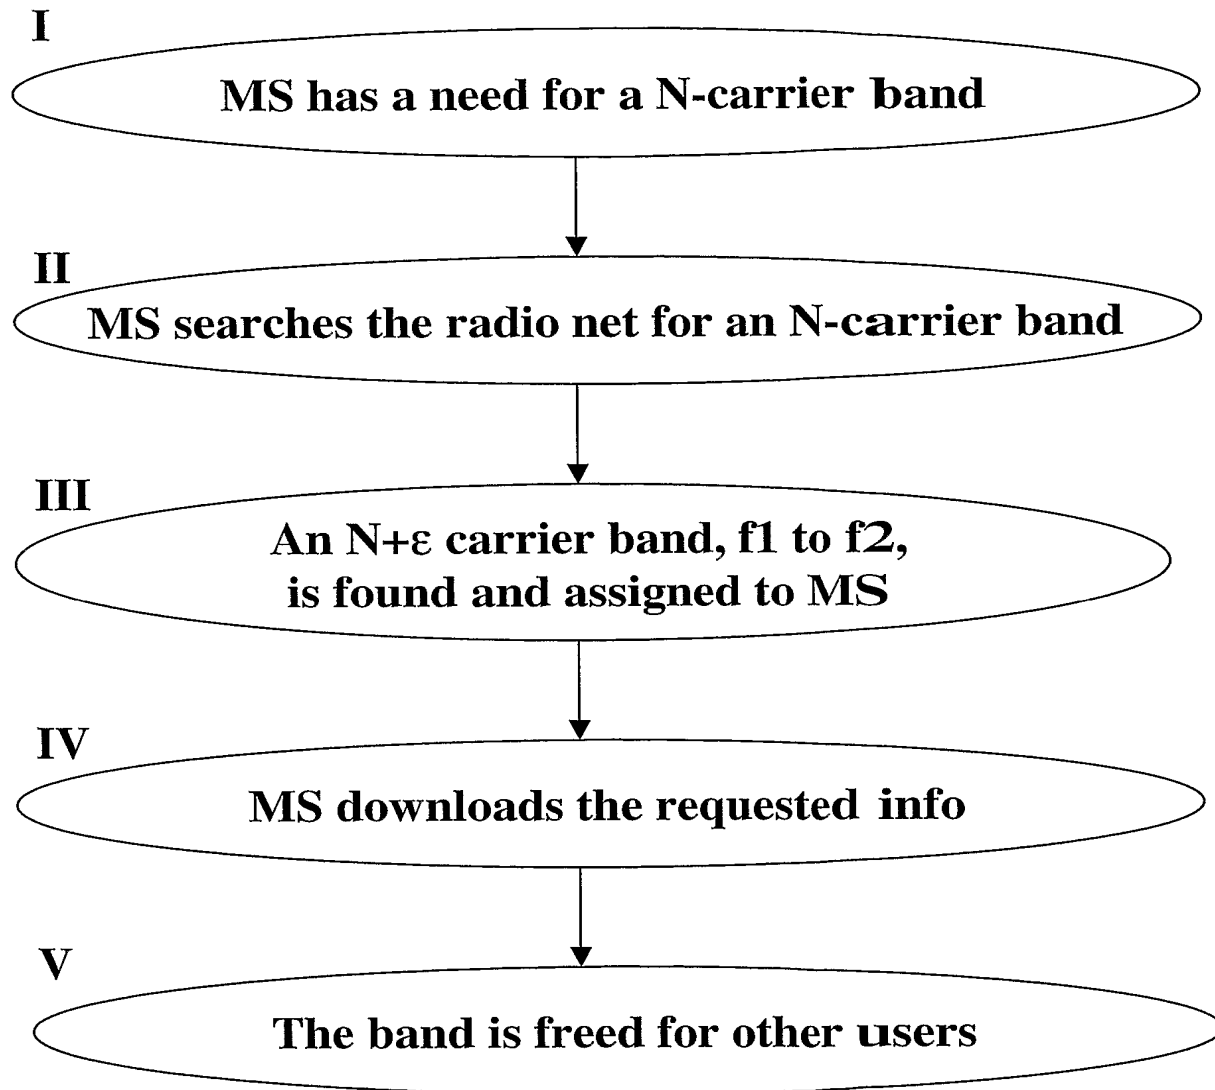 I
MS has a need for a N-carrier band
II
MS searches the radio net for an N-carrier band
III
An N+ε carrier band, f1 to f2,
is found and assigned to MS
IV
MS downloads the requested info
V
The band is freed for other users